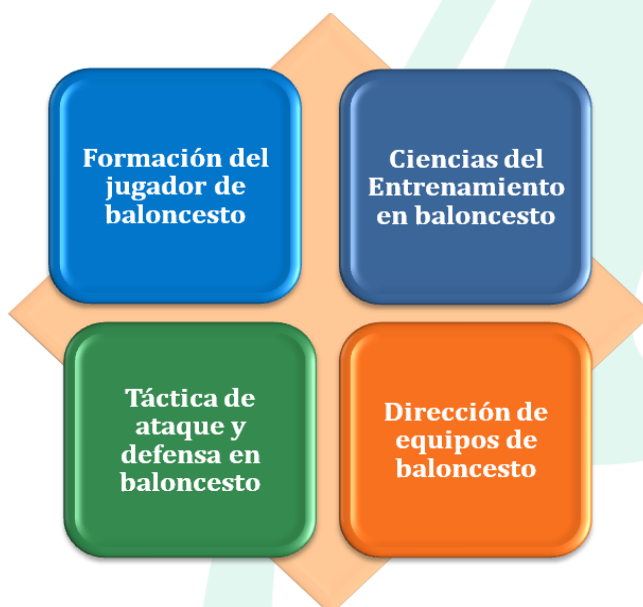 Formación del
jugador de
baloncesto
Ciencias del
Entrenamiento
en baloncesto
Táctica de
ataque y
defensa en
baloncesto
Dirección de
equipos de
baloncesto